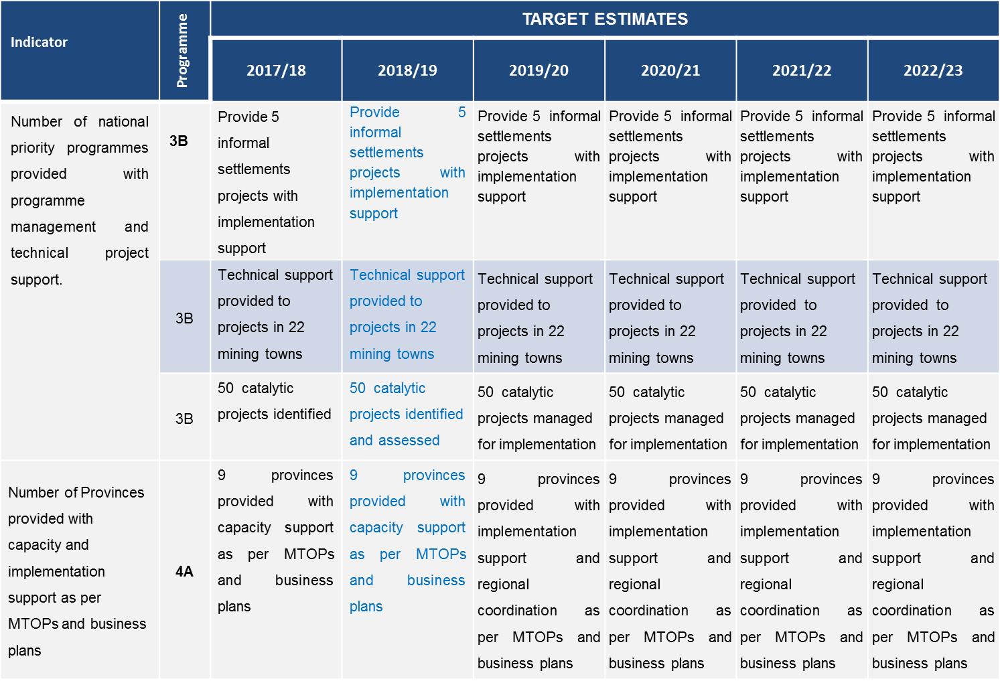 Indicator
Programme
TARGET ESTIMATES
2017/18
2018/19
2019/20
2020/21
2021/22
2022/23
Number of national
priority programmes
provided with
programme
management and
technical project
support.
3B
Provide 5
informal
settlements
projects with
implementation
support
Provide 5
informal
settlements
projects with
implementation
support
Provide 5 informal
settlements
projects with
implementation
support
Provide 5 informal
settlements
projects with
implementation
support
Provide 5 informal
settlements
projects with
implementation
support
Provide 5 informal
settlements
projects with
implementation
support
3B
Technical support
provided to
projects in 22
mining towns
Technical support
provided to
projects in 22
mining towns
Technical support
provided to
projects in 22
mining towns
Technical support
provided to
projects in 22
mining towns
Technical support
provided to
projects in 22
mining towns
Technical support
provided to
projects in 22
mining towns
3B
50 catalytic
projects identified
50 catalytic
projects identified
and assessed
50 catalytic
projects managed
for implementation
50 catalytic
projects managed
for implementation
50 catalytic
projects managed
for implementation
50 catalytic
projects managed
for implementation
Number of Provinces
provided with
capacity and
implementation
support as per
MTOPs and business
plans
4A
9 provinces
provided with
capacity support
as per MTOPs
and business
plans
9 provinces
provided with
capacity support
as per MTOPs
and business
plans
9 provinces
provided with
implementation
support and
regional
coordination as
per MTOPs and
business plans
9 provinces
provided with
implementation
support and
regional
coordination as
per MTOPs and
business plans
9 provinces
provided with
implementation
support and
regional
coordination as
per MTOPs and
business plans
9 provinces
provided with
implementation
support and
regional
coordination as
per MTOPs and
business plans